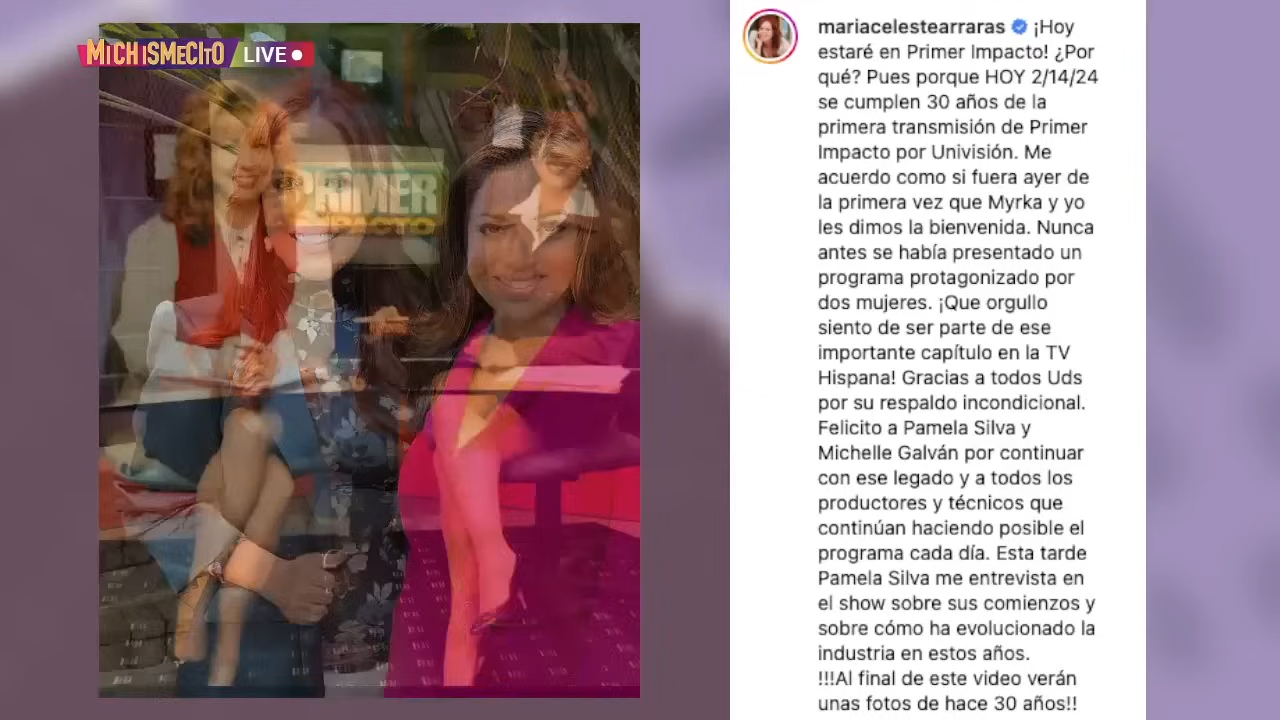 MICHISMECITO LIVE
PRIMER
IMPACTO
mariacelestearraras ¡Hoy
estaré en Primer Impacto! ¿Por
qué? Pues porque HOY 2/14/24
se cumplen 30 años de la
primera transmisión de Primer
Impacto por Univisión. Me
acuerdo como si fuera ayer de
la primera vez que Myrka y yo
les dimos la bienvenida. Nunca
antes se había presentado un
programa protagonizado por
dos mujeres. ¡Que orgullo
siento de ser parte de ese
importante capítulo en la TV
Hispana! Gracias a todos Uds
por su respaldo incondicional.
Felicito a Pamela Silva y
Michelle Galván por continuar
con ese legado y a todos los
productores y técnicos que
continúan haciendo posible el
programa cada día. Esta tarde
Pamela Silva me entrevista en
el show sobre sus comienzos y
sobre cómo ha evolucionado la
industria en estos años.
!!!Al final de este video verán
unas fotos de hace 30 años!!